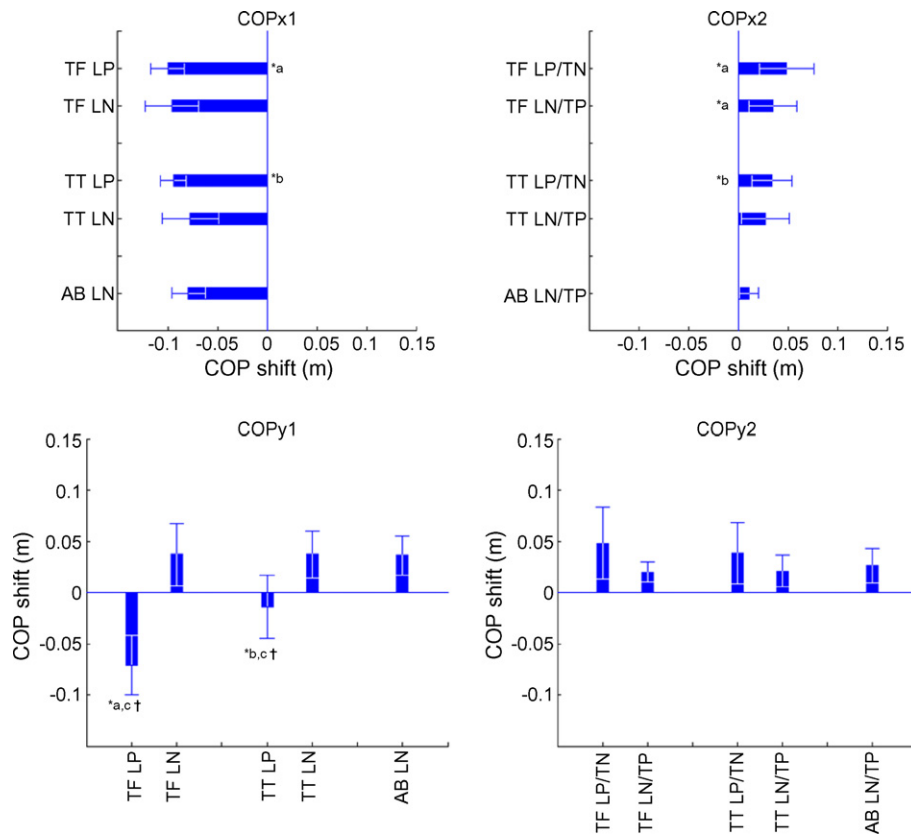 COPx1
TF LP
*a
TF LN
TT LP
*b
TT LN
AB LN
-0.1 -0.05 0 0.05 0.1 0.15
COP shift (m)
COPx2
TF LP/TN
*a
TF LN/TP
*a
TT LP/TN
*b
TT LN/TP
AB LN/TP
-0.1 -0.05 0 0.05 0.1 0.15
COP shift (m)
COPy1
0.15
0.1
0.05
0
-0.05
-0.1
COP shift (m)
*a,c †
*b,c †
TF LP
TF LN
TT LP
TT LN
AB LN
COPy2
0.15
0.1
0.05
0
-0.05
-0.1
COP shift (m)
TF LP/TN
TF LN/TP
TT LP/TN
TT LN/TP
AB LN/TP